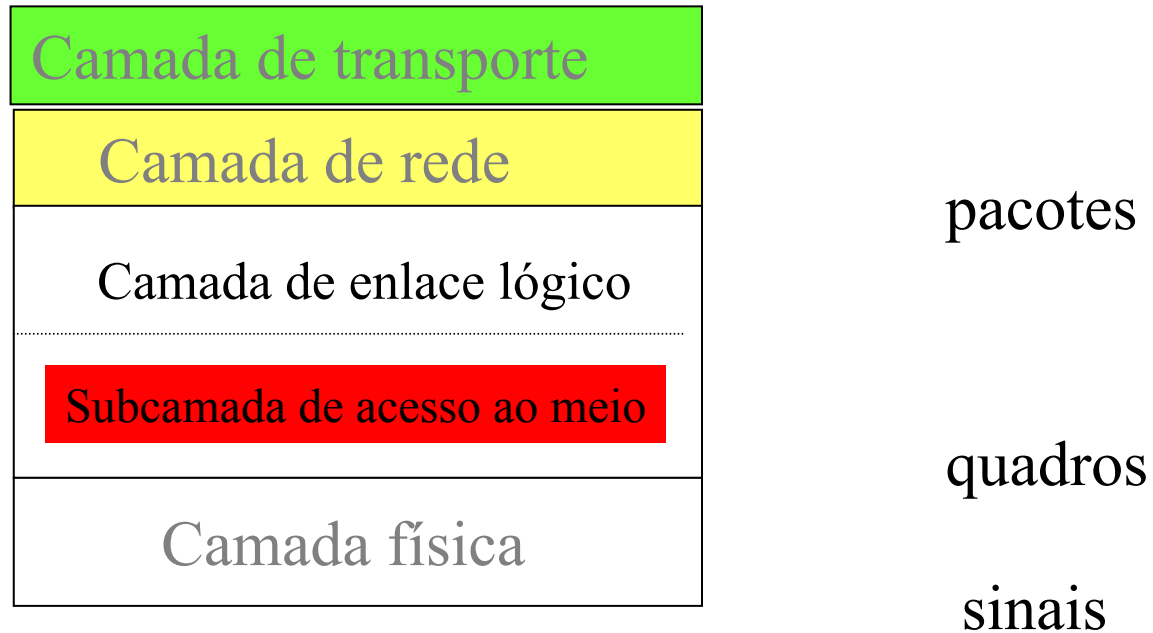 Camada de transporte
Camada de rede
pacotes
Camada de enlace lógico
Subcamada de acesso ao meio
quadros
Camada física
sinais